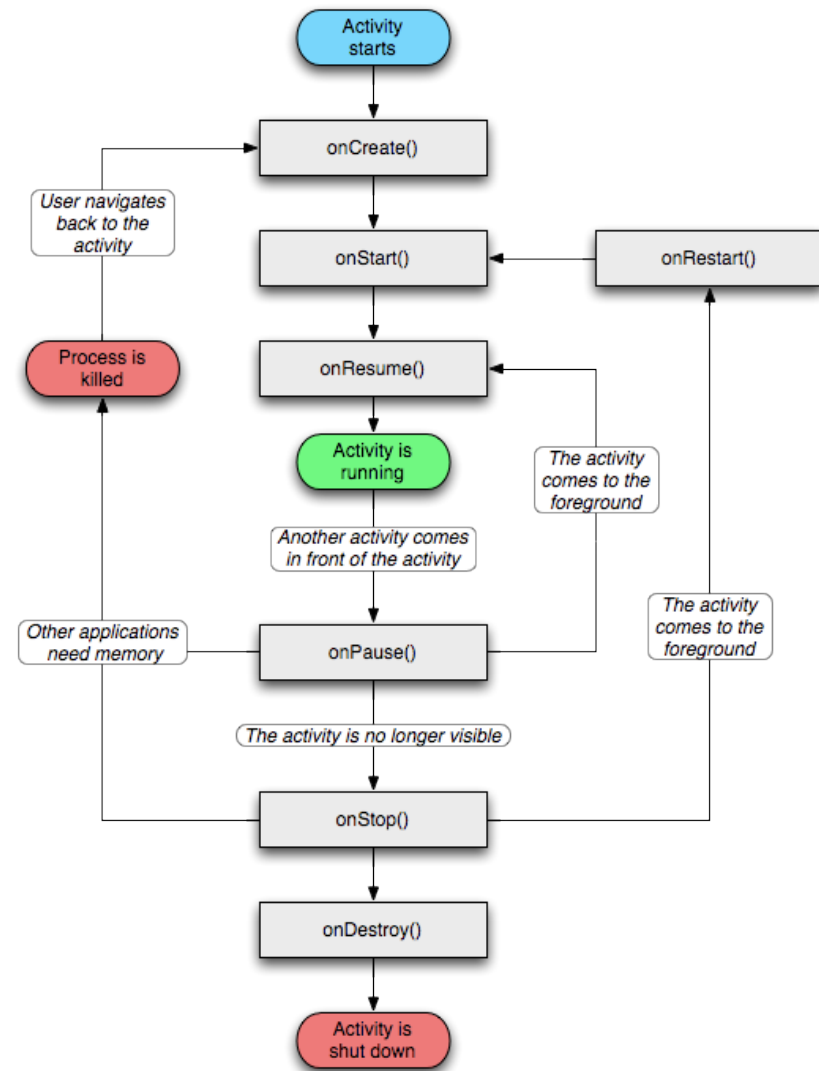 Activity
starts
onCreate()
User navigates
back to the
activity
onStart()
onRestart()
Process is
killed
onResume()
Activity is
running
The activity
comes to the
foreground
Another activity comes
in front of the activity
The activity
comes to the
foreground
Other applications
need memory
onPause()
The activity is no longer visible
onStop()
onDestroy()
Activity is
shut down